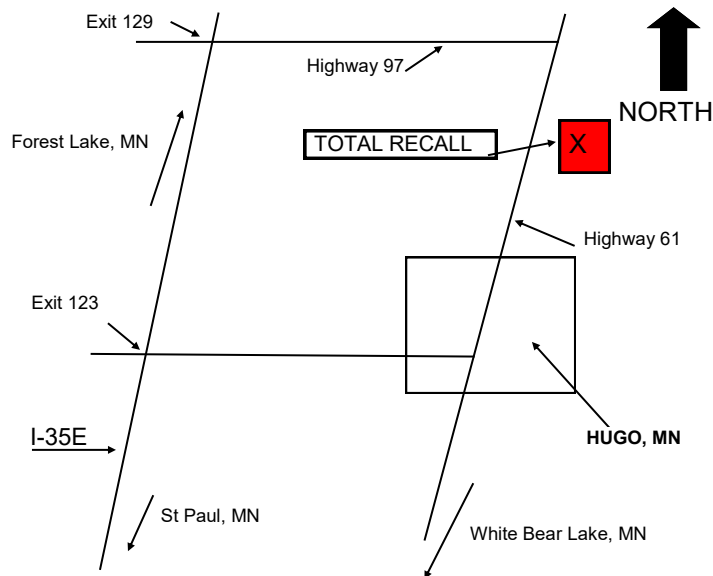 Exit 129
Highway 97
NORTH
Forest Lake, MN
TOTAL RECALL
X
Highway 61
Exit 123
I-35E
HUGO, MN
St Paul, MN
White Bear Lake, MN